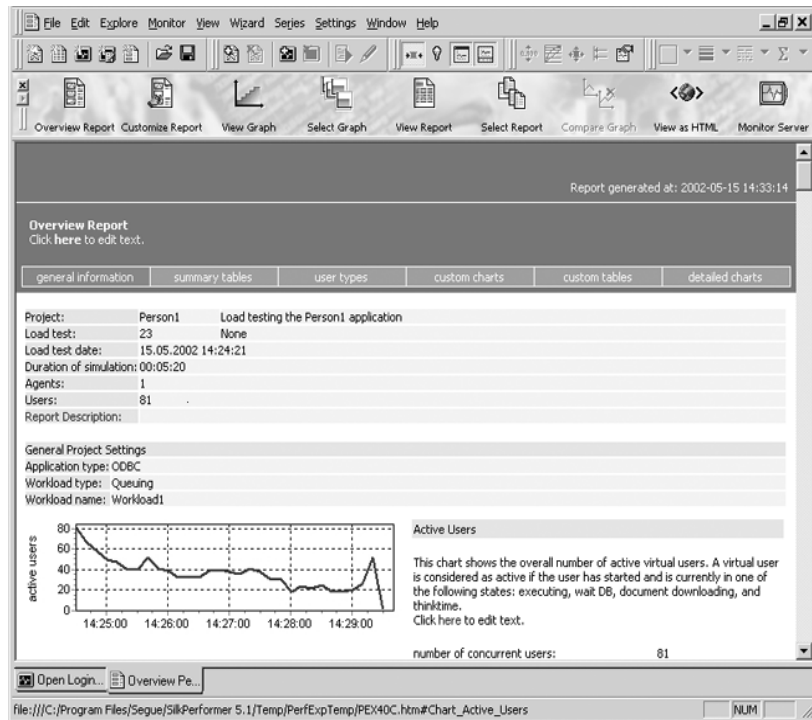 File Edit Explore Monitor View Wizard Series Settings Window Help
Overview Report Customize Report View Graph Select Graph View Report Select Report Compare Graph View as HTML Monitor Server
Report generated at: 2002-05-15 14:33:14
Overview Report
Click here to edit text.
general information summary tables user types custom charts custom tables detailed charts
Project: Person1 Load testing the Person1 application
Load test: 23 None
Load test date: 15.05.2002 14:24:21
Duration of simulation: 00:05:20
Agents: 1
Users: 81
Report Description:
General Project Settings
Application type: ODBC
Workload type: Queuing
Workload name: Workload1
active users
80
60
40
20
0
14:25:00 14:26:00 14:27:00 14:28:00 14:29:00
Active Users
This chart shows the overall number of active virtual users. A virtual user
is considered as active if the user has started and is currently in one of
the following states: executing, wait DB, document downloading, and
thinktime.
Click here to edit text.
number of concurrent users: 81
Open Login... Overview Pe...
file:///C:/Program Files/Segue/SilkPerformer 5.1/Temp/PerfExpTemp/PEX40C.htm#Chart_Active_Users NUM